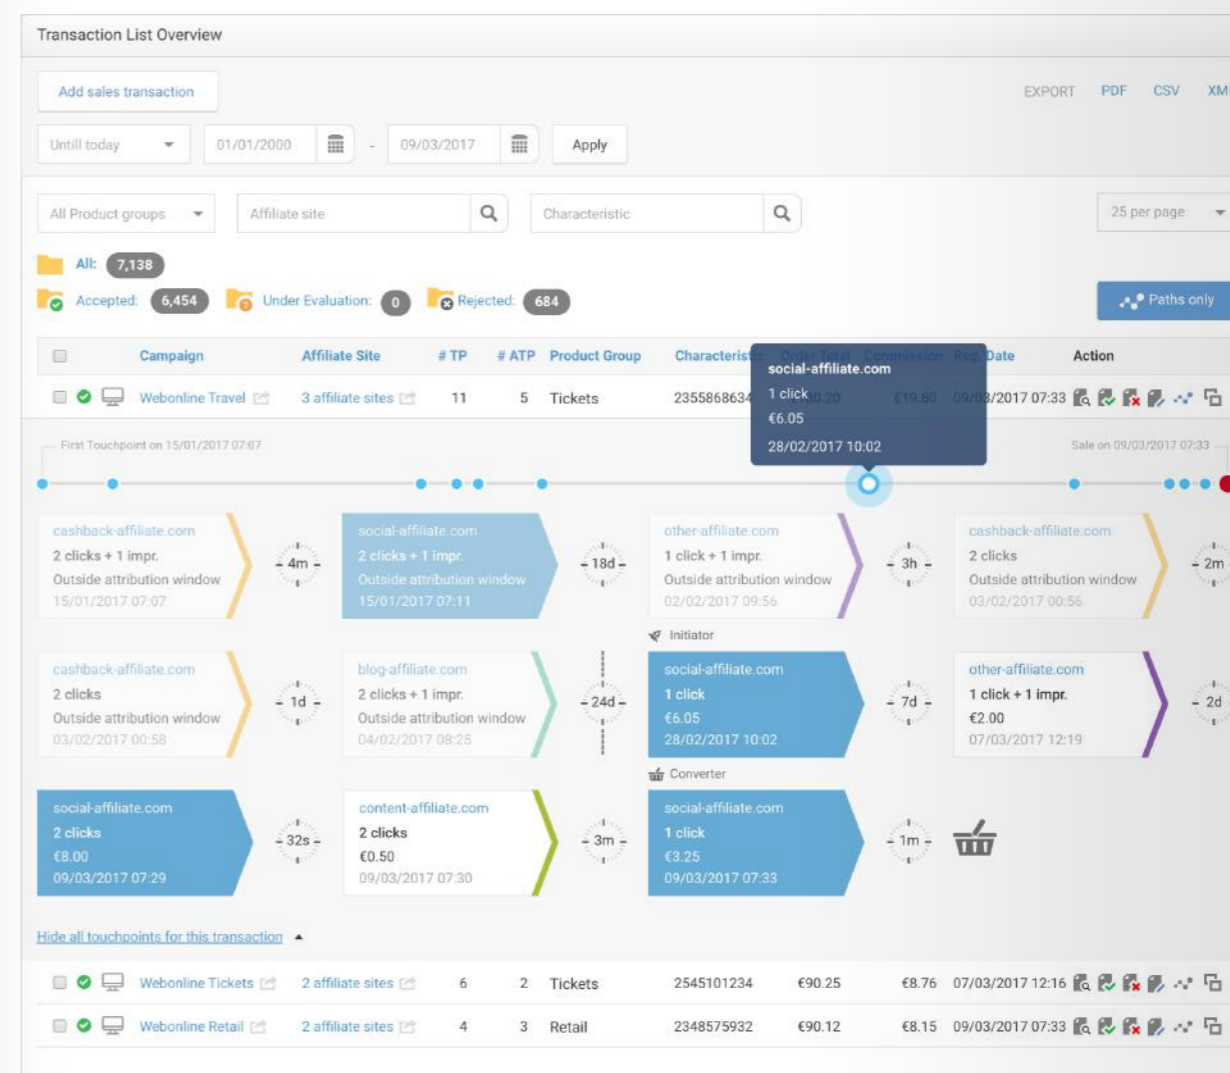 Transaction List Overview
Add sales transaction
EXPORT PDF CSV
Untill today 01/01/2000 - 09/03/2017 Apply
All Product groups Affiliate site Characteristic 25 per page
All: 7,138
Accepted: 6,454 Under Evaluation: 0 Rejected: 684 Paths only
Campaign Affiliate Site # TP # ATP Product Group Characteristic Order Total Commission Reg. Date Action
Webonline Travel 3 affiliate sites 11 5 Tickets 2355868634 €19.80 09/03/2017 07:33
social-affiliate.com
1 click
€6.05
28/02/2017 10:02
First Touchpoint on 15/01/2017 07:07 Sale on 09/03/2017 07:33
cashback-affiliate.com social-affiliate.com other-affiliate.com cashback-affiliate.com
2 clicks + 1 impr. 4m 2 clicks + 1 impr. 18d 1 click + 1 impr. 3h 2 clicks 2m
Outside attribution window Outside attribution window Outside attribution window Outside attribution window
15/01/2017 07:07 15/01/2017 07:11 02/02/2017 09:56 03/02/2017 00:56
Initiator
cashback-affiliate.com blog-affiliate.com social-affiliate.com other-affiliate.com
2 clicks 1d 2 clicks + 1 impr. 24d 1 click 7d 1 click + 1 impr. 2d
Outside attribution window Outside attribution window €6.05 €2.00
03/02/2017 00:58 04/02/2017 08:25 28/02/2017 10:02 07/03/2017 12:19
Converter
social-affiliate.com content-affiliate.com social-affiliate.com
2 clicks 32s 2 clicks 3m 1 click 1m
€8.00 €0.50 €3.25
09/03/2017 07:29 09/03/2017 07:30 09/03/2017 07:33
Hide all touchpoints for this transaction
Webonline Tickets 2 affiliate sites 6 2 Tickets 2545101234 €90.25 €8.76 07/03/2017 12:16
Webonline Retail 2 affiliate sites 4 3 Retail 2348575932 €90.12 €8.15 09/03/2017 07:33